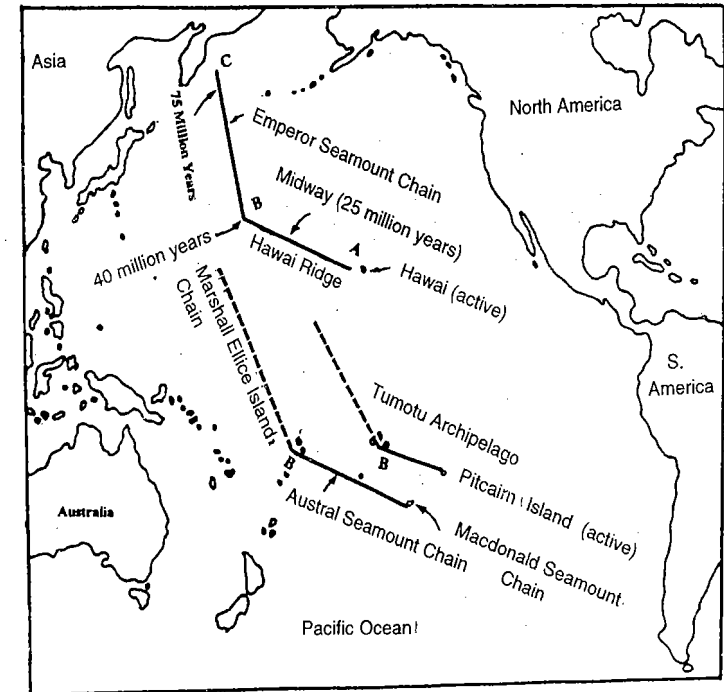 Asia
North America
C
75 Million Years
Emperor Seamount Chain
Midway (25 million years)
B
40 million years
Hawai Ridge
A
Hawai (active)
Marshall Ellice Island
Chain
S.
America
Tumotu Archipelago
B
B
Pitcairn Island (active)
Australia
Austral Seamount Chain
Macdonald Seamount
Chain
Pacific Ocean